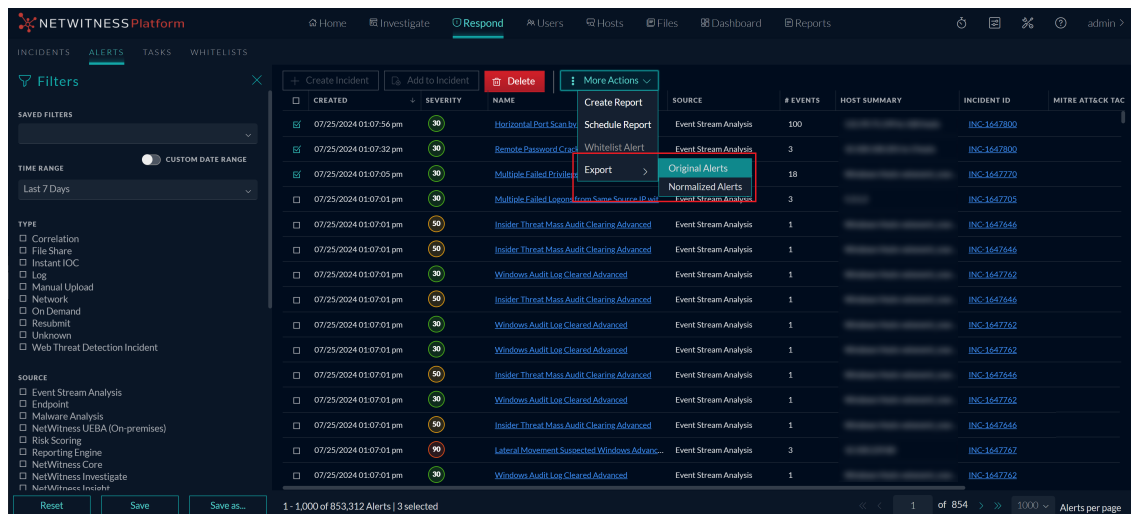 NETWITNESS Platform
Home Investigate Respond Users Hosts Files Dashboard Reports admin >
INCIDENTS ALERTS TASKS WHITELISTS
Filters
SAVED FILTERS
CUSTOM DATE RANGE
TIME RANGE
Last 7 Days
TYPE
Correlation
File Share
Instant IOC
Log
Manual Upload
Network
On Demand
Resubmit
Unknown
Web Threat Detection Incident
SOURCE
Event Stream Analysis
Endpoint
Malware Analysis
NetWitness UEBA (On-premises)
Risk Scoring
Reporting Engine
NetWitness Core
NetWitness Investigate
NetWitness Insight
Reset Save Save as...
+ Create Incident Add to Incident Delete More Actions
Create Report
Schedule Report
Whitelist Alert
Export >
Original Alerts
Normalized Alerts
CREATED SEVERITY NAME SOURCE # EVENTS HOST SUMMARY INCIDENT ID MITRE ATT&CK TAC
07/25/2024 01:07:56 pm 30 Horizontal Port Scan by Event Stream Analysis 100 INC-1647800
07/25/2024 01:07:32 pm 30 Remote Password Crac Event Stream Analysis 3 INC-1647800
07/25/2024 01:07:05 pm 30 Multiple Failed Privilege 18 INC-1647770
07/25/2024 01:07:01 pm 30 Multiple Failed Logons from Same Source IP wit Event Stream Analysis 3 INC-1647705
07/25/2024 01:07:01 pm 50 Insider Threat Mass Audit Clearing Advanced Event Stream Analysis 1 INC-1647646
07/25/2024 01:07:01 pm 50 Insider Threat Mass Audit Clearing Advanced Event Stream Analysis 1 INC-1647646
07/25/2024 01:07:01 pm 30 Windows Audit Log Cleared Advanced Event Stream Analysis 1 INC-1647762
07/25/2024 01:07:01 pm 50 Insider Threat Mass Audit Clearing Advanced Event Stream Analysis 1 INC-1647646
07/25/2024 01:07:01 pm 30 Windows Audit Log Cleared Advanced Event Stream Analysis 1 INC-1647762
07/25/2024 01:07:01 pm 30 Windows Audit Log Cleared Advanced Event Stream Analysis 1 INC-1647762
07/25/2024 01:07:01 pm 50 Insider Threat Mass Audit Clearing Advanced Event Stream Analysis 1 INC-1647646
07/25/2024 01:07:01 pm 30 Windows Audit Log Cleared Advanced Event Stream Analysis 1 INC-1647762
07/25/2024 01:07:01 pm 50 Insider Threat Mass Audit Clearing Advanced Event Stream Analysis 1 INC-1647646
07/25/2024 01:07:01 pm 90 Lateral Movement Suspected Windows Advanc... Event Stream Analysis 3 INC-1647767
07/25/2024 01:07:01 pm 30 Windows Audit Log Cleared Advanced Event Stream Analysis 1 INC-1647762
1 - 1,000 of 853,312 Alerts | 3 selected
<< < 1 of 854 > >> 1000 Alerts per page